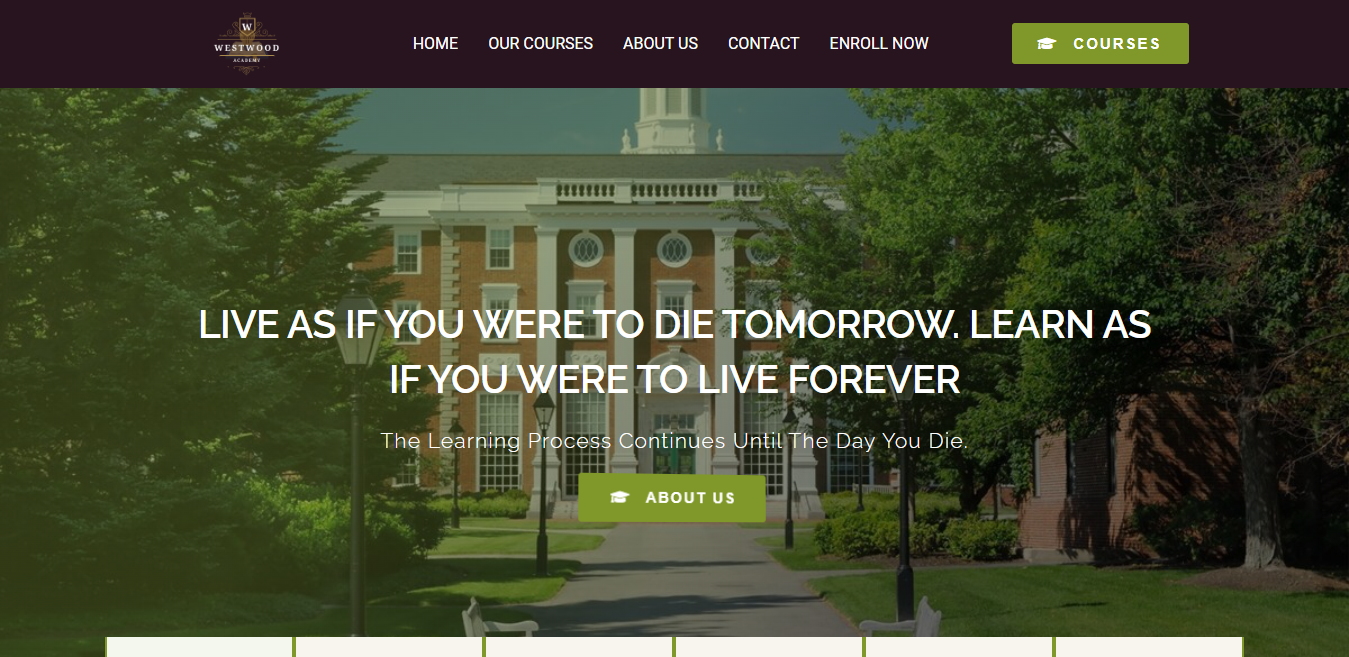 W
WESTWOOD
ACADEMY
HOME OUR COURSES ABOUT US CONTACT ENROLL NOW COURSES
LIVE AS IF YOU WERE TO DIE TOMORROW. LEARN AS
IF YOU WERE TO LIVE FOREVER
The Learning Process Continues Until The Day You Die.
ABOUT US